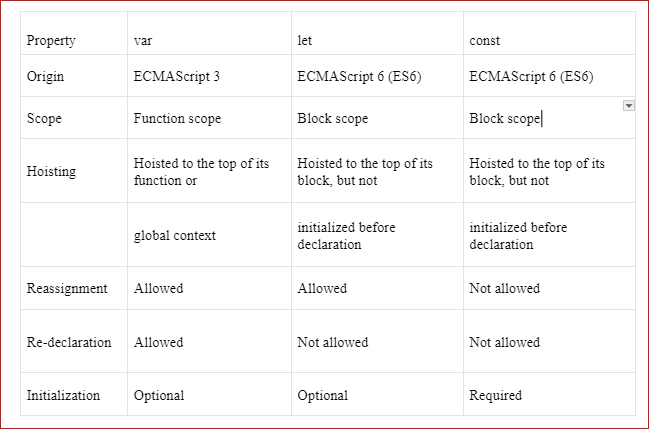 Property var let const
Origin ECMAScript 3 ECMAScript 6 (ES6) ECMAScript 6 (ES6)
Scope Function scope Block scope Block scope
Hoisting Hoisted to the top of its function or Hoisted to the top of its block, but not Hoisted to the top of its block, but not
global context initialized before declaration initialized before declaration
Reassignment Allowed Allowed Not allowed
Re-declaration Allowed Not allowed Not allowed
Initialization Optional Optional Required